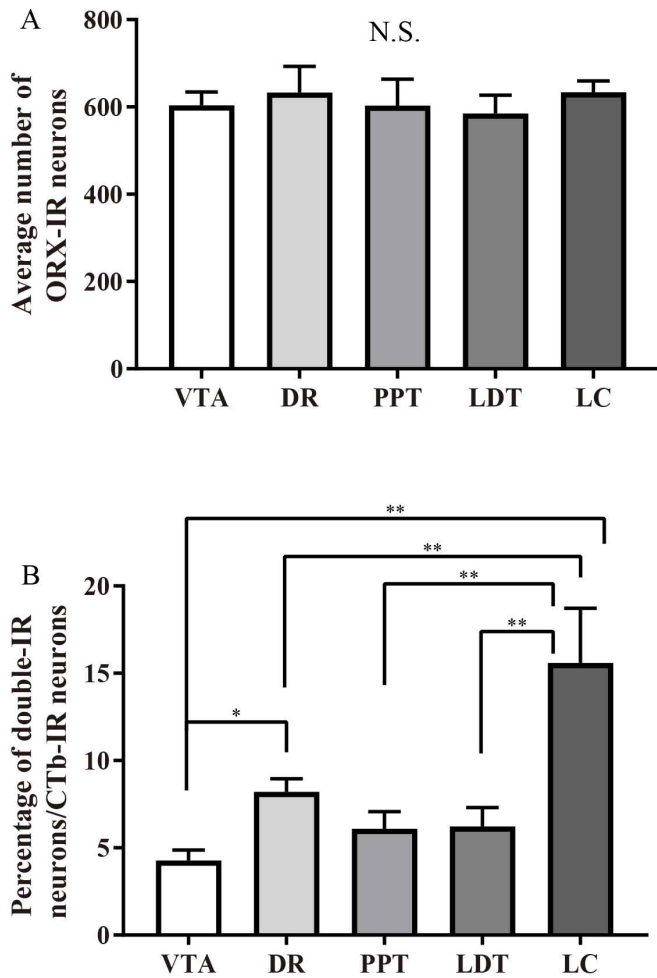 A
N.S.
Average number of
ORX-IR neurons
800
600
400
200
0
VTA DR PPT LDT LC
B
**
**
**
**
*
Percentage of double-IR
neurons/CTb-IR neurons
20
15
10
5
0
VTA DR PPT LDT LC